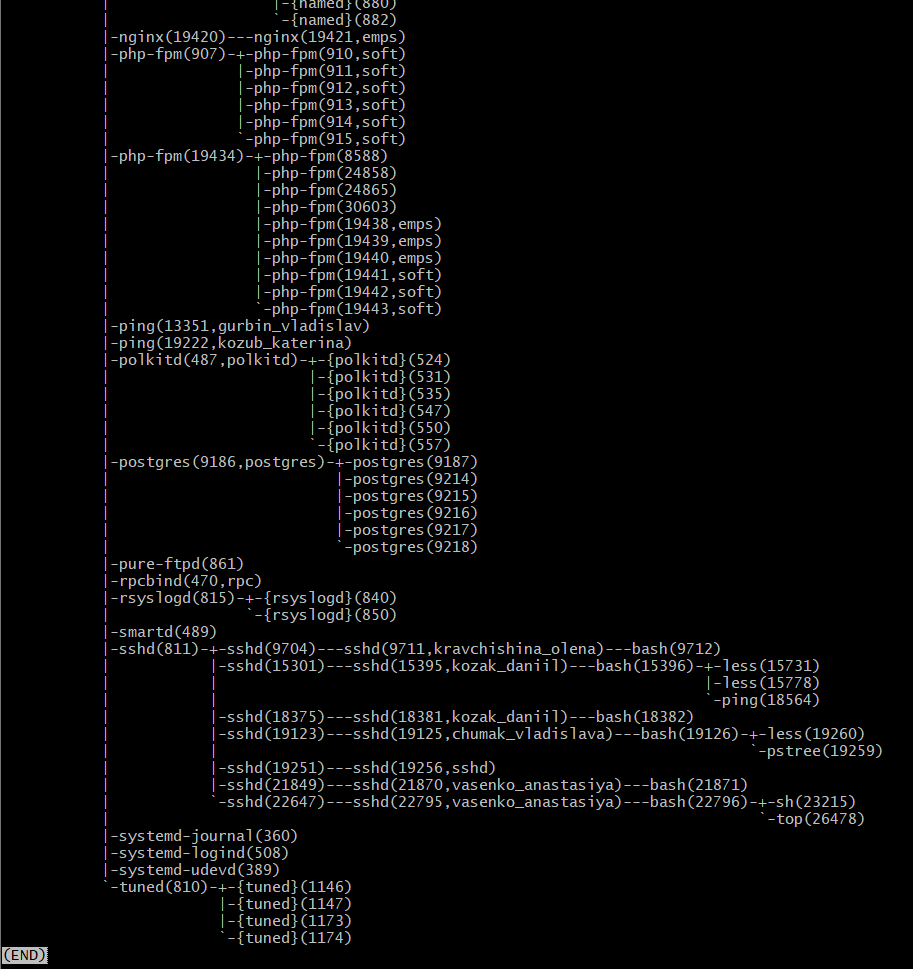 |                  |-{named}(880)
|                  `-{named}(882)
|-nginx(19420)---nginx(19421,emps)
|-php-fpm(907)-+-php-fpm(910,soft)
|              |-php-fpm(911,soft)
|              |-php-fpm(912,soft)
|              |-php-fpm(913,soft)
|              |-php-fpm(914,soft)
|              `-php-fpm(915,soft)
|-php-fpm(19434)-+-php-fpm(8588)
|                |-php-fpm(24858)
|                |-php-fpm(24865)
|                |-php-fpm(30603)
|                |-php-fpm(19438,emps)
|                |-php-fpm(19439,emps)
|                |-php-fpm(19440,emps)
|                |-php-fpm(19441,soft)
|                |-php-fpm(19442,soft)
|                `-php-fpm(19443,soft)
|-ping(13351,gurbin_vladislav)
|-ping(19222,kozub_katerina)
|-polkitd(487,polkitd)-+-{polkitd}(524)
|                      |-{polkitd}(531)
|                      |-{polkitd}(535)
|                      |-{polkitd}(547)
|                      |-{polkitd}(550)
|                      `-{polkitd}(557)
|-postgres(9186,postgres)-+-postgres(9187)
|                         |-postgres(9214)
|                         |-postgres(9215)
|                         |-postgres(9216)
|                         |-postgres(9217)
|                         `-postgres(9218)
|-pure-ftpd(861)
|-rpcbind(470,rpc)
|-rsyslogd(815)-+-{rsyslogd}(840)
|               `-{rsyslogd}(850)
|-smartd(489)
|-sshd(811)-+-sshd(9704)---sshd(9711,kravchishina_olena)---bash(9712)
|           |-sshd(15301)---sshd(15395,kozak_daniil)---bash(15396)-+-less(15731)
|           |                                                      |-less(15778)
|           |                                                      `-ping(18564)
|           |-sshd(18375)---sshd(18381,kozak_daniil)---bash(18382)
|           |-sshd(19123)---sshd(19125,chumak_vladislava)---bash(19126)-+-less(19260)
|           |                                                           `-pstree(19259)
|           |-sshd(19251)---sshd(19256,sshd)
|           |-sshd(21849)---sshd(21870,vasenko_anastasiya)---bash(21871)
|           `-sshd(22647)---sshd(22795,vasenko_anastasiya)---bash(22796)-+-sh(23215)
|                                                                        `-top(26478)
|-systemd-journal(360)
|-systemd-logind(508)
|-systemd-udevd(389)
`-tuned(810)-+-{tuned}(1146)
             |-{tuned}(1147)
             |-{tuned}(1173)
             `-{tuned}(1174)
(END)